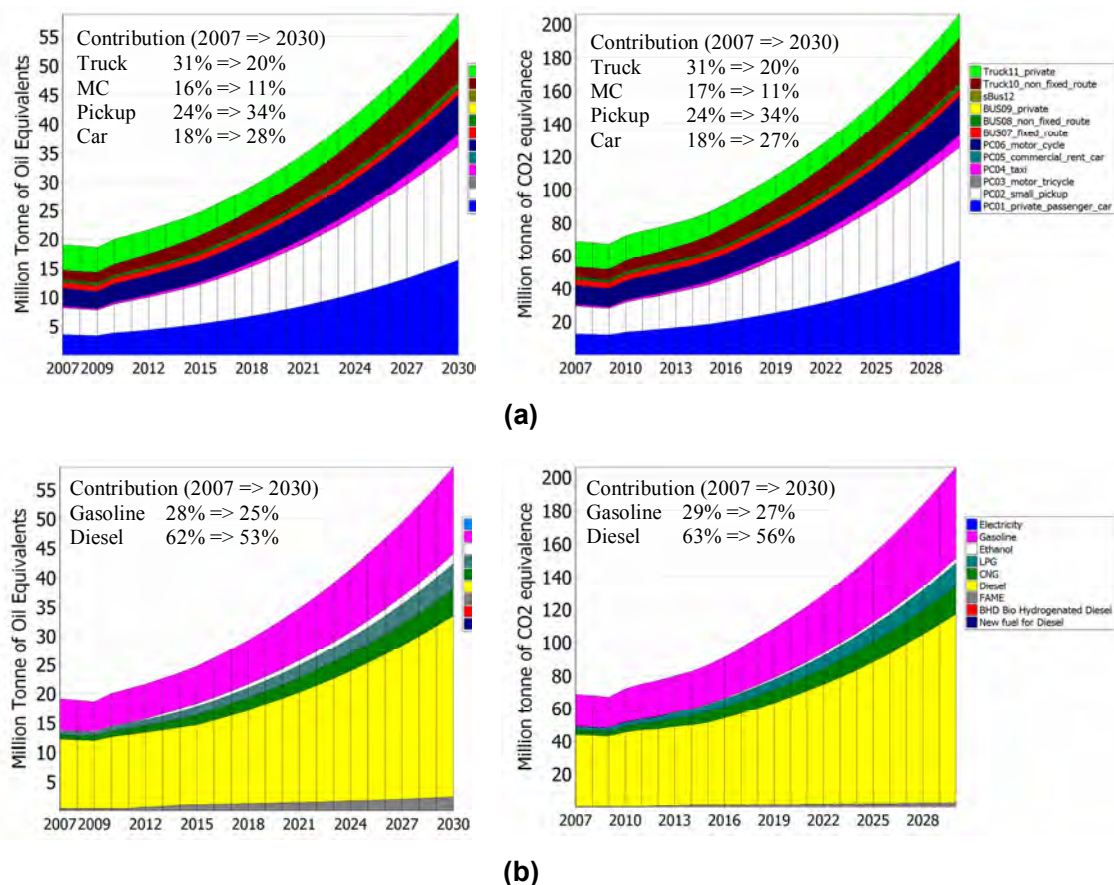 Million Tonne of Oil Equivalents
55
50
45
40
35
30
25
20
15
10
5
Contribution (2007 => 2030)
Truck 31% => 20%
MC 16% => 11%
Pickup 24% => 34%
Car 18% => 28%
2007 2009 2012 2015 2018 2021 2024 2027 2030
Million tonne of CO2 equivalanece
200
180
160
140
120
100
80
60
40
20
Contribution (2007 => 2030)
Truck 31% => 20%
MC 17% => 11%
Pickup 24% => 34%
Car 18% => 27%
2007 2010 2013 2016 2019 2022 2025 2028
Truck11_private
Truck10_non_fixed_route
sBus12
BUS09_private
BUS08_non_fixed_route
BUS07_fixed_route
PC06_motor_cycle
PC05_commercial_rent_car
PC04_taxi
PC03_motor_tricycle
PC02_small_pickup
PC01_private_passenger_car
(a)
Million Tonne of Oil Equivalents
55
50
45
40
35
30
25
20
15
10
5
Contribution (2007 => 2030)
Gasoline 28% => 25%
Diesel 62% => 53%
2007 2009 2012 2015 2018 2021 2024 2027 2030
Million tonne of CO2 equivalence
200
180
160
140
120
100
80
60
40
20
Contribution (2007 => 2030)
Gasoline 29% => 27%
Diesel 63% => 56%
2007 2010 2013 2016 2019 2022 2025 2028
Electricity
Gasoline
Ethanol
LPG
CNG
Diesel
FAME
BHD Bio Hydrogenated Diesel
New fuel for Diesel
(b)